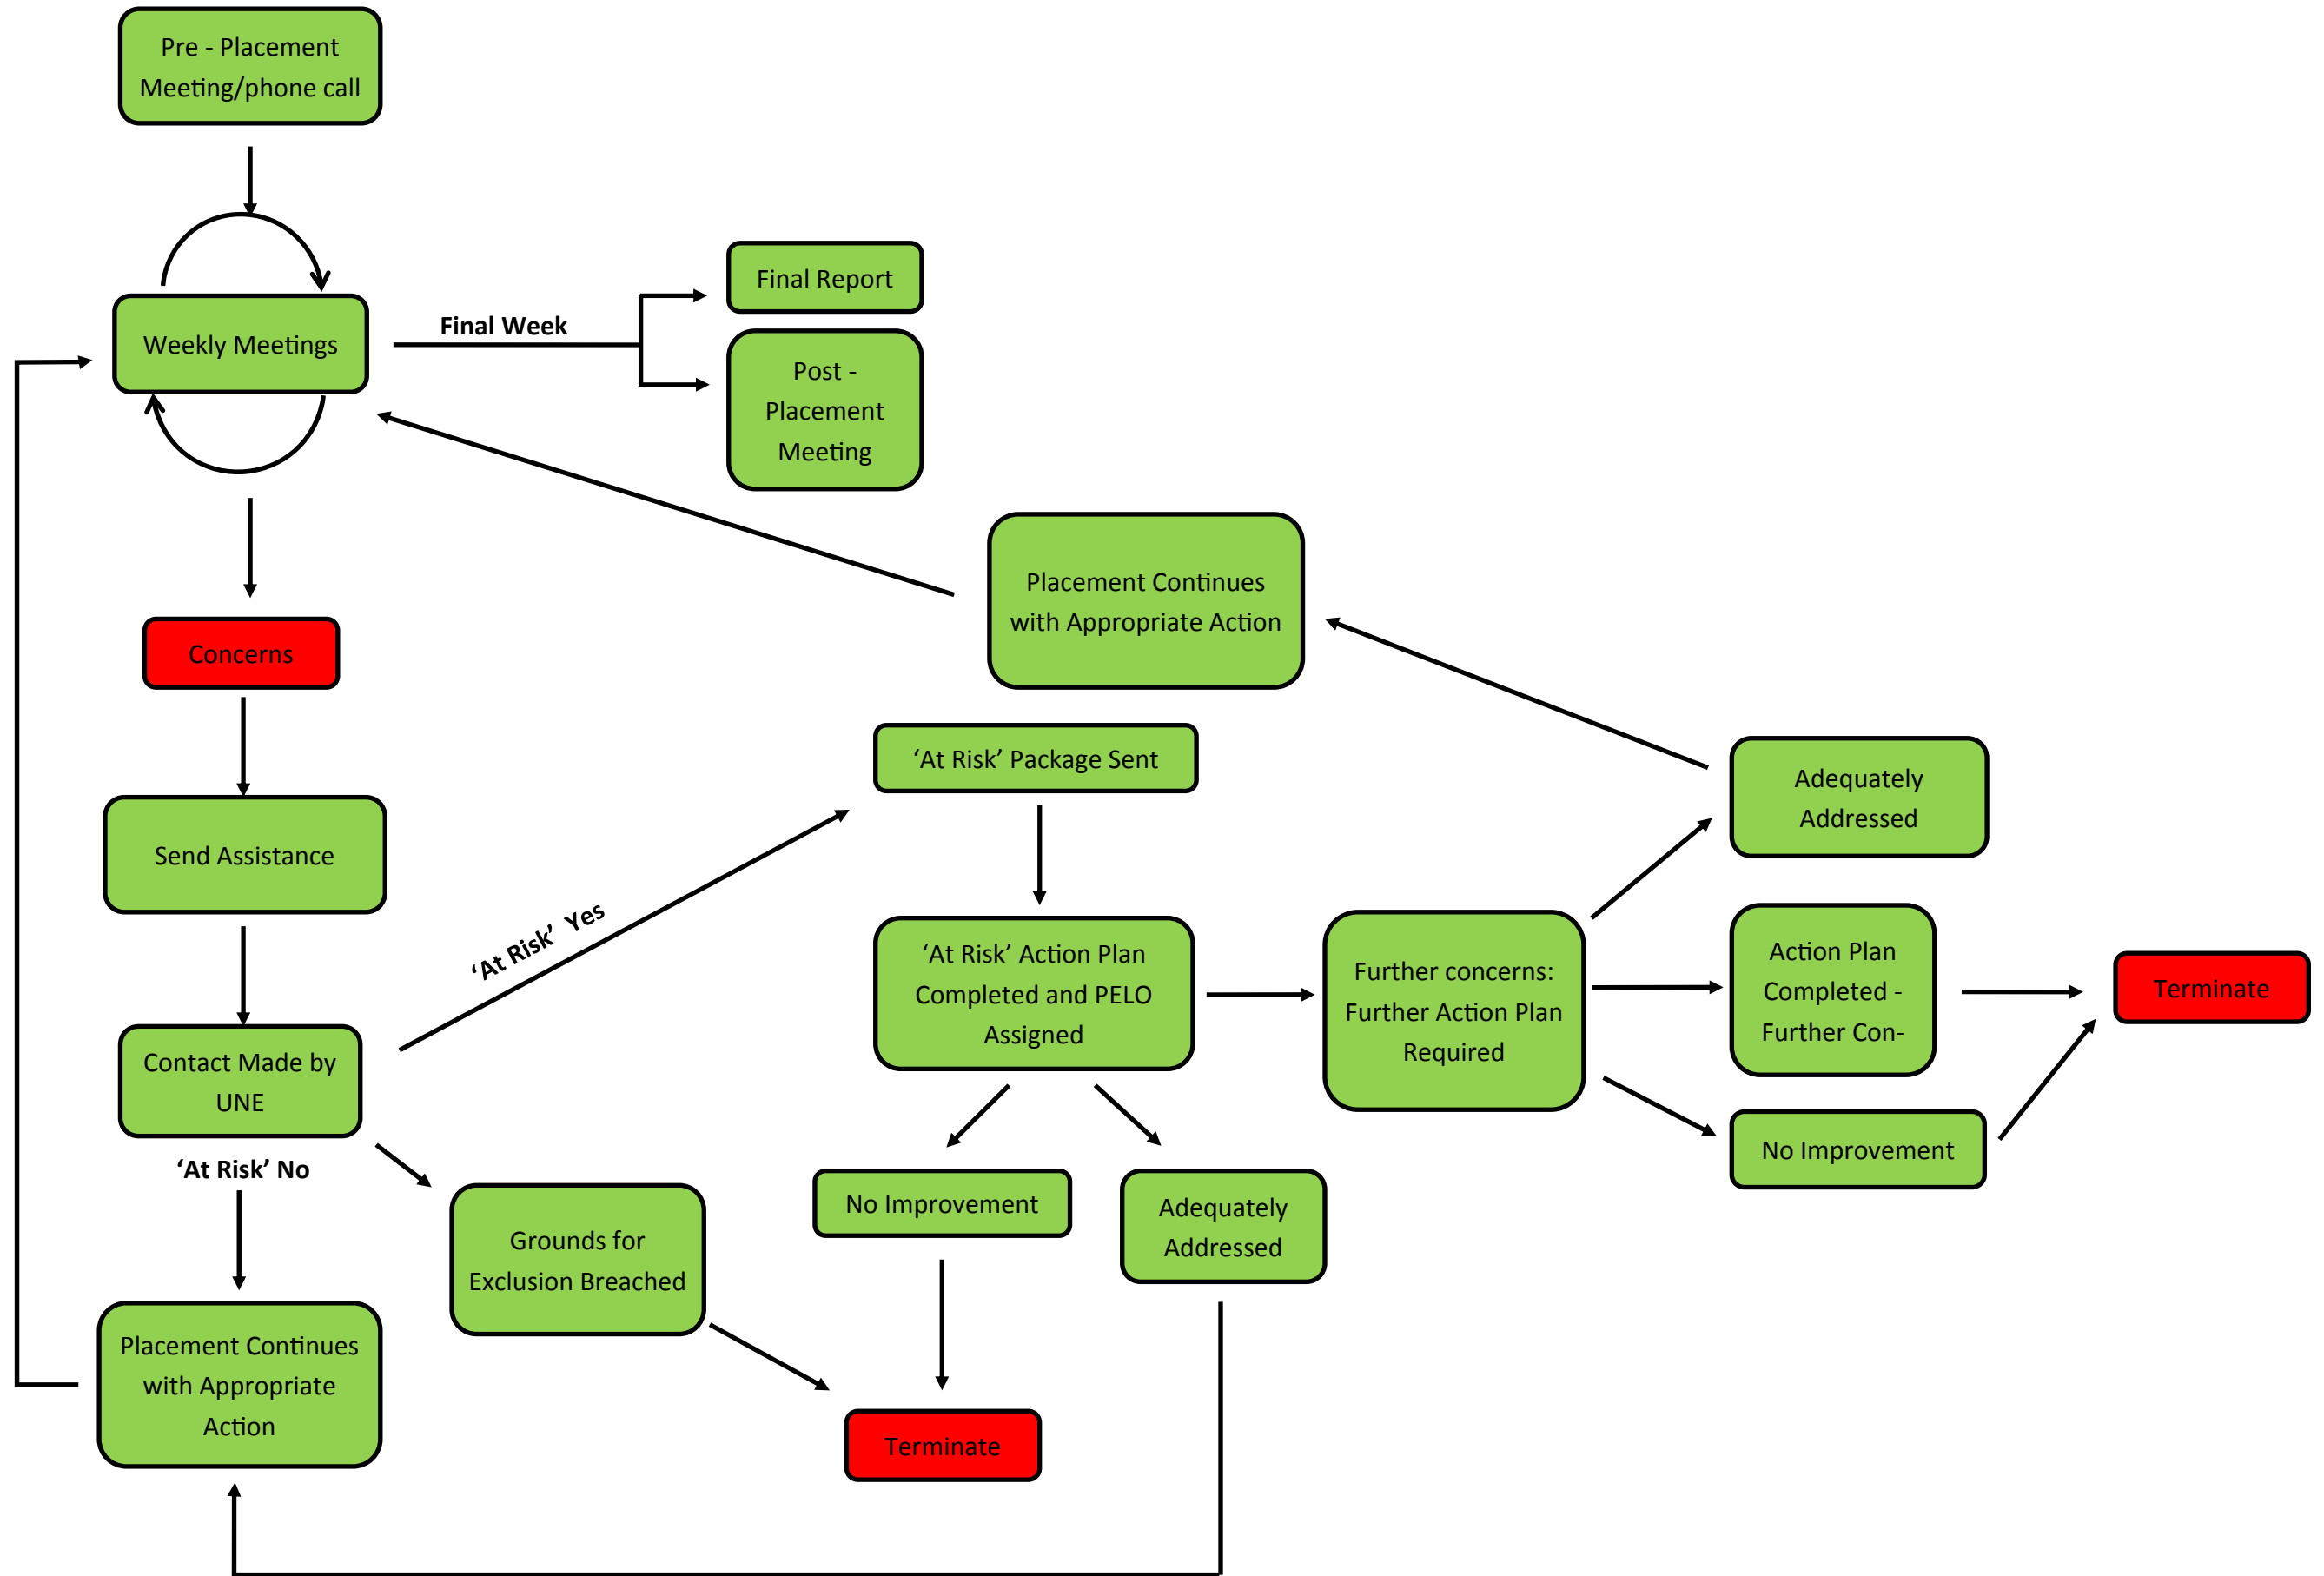 Pre - Placement
Meeting/phone call
Weekly Meetings
Final Week
Final Report
Post -
Placement
Meeting
Placement Continues
with Appropriate Action
Concerns
‘At Risk’ Package Sent
Adequately
Addressed
Send Assistance
‘At Risk’ Yes
‘At Risk’ Action Plan
Completed and PELO
Assigned
Further concerns:
Further Action Plan
Required
Action Plan
Completed -
Further Con-
Terminate
Contact Made by
UNE
‘At Risk’ No
No Improvement
Grounds for
Exclusion Breached
No Improvement
Adequately
Addressed
Placement Continues
with Appropriate
Action
Terminate